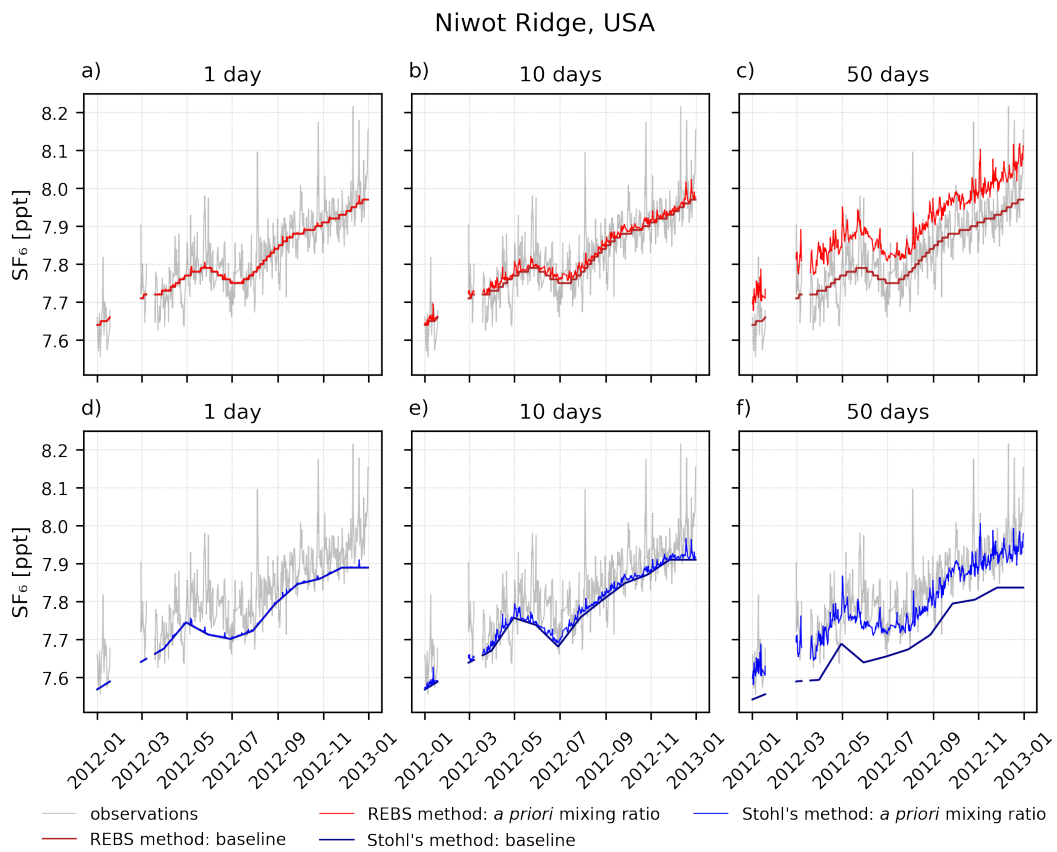 Niwot Ridge, USA
a) 1 day
b) 10 days
c) 50 days
SF₆ [ppt]
8.2
8.1
8.0
7.9
7.8
7.7
7.6
d) 1 day
e) 10 days
f) 50 days
SF₆ [ppt]
8.2
8.1
8.0
7.9
7.8
7.7
7.6
2012-01 2012-03 2012-05 2012-07 2012-09 2012-11 2013-01
2012-01 2012-03 2012-05 2012-07 2012-09 2012-11 2013-01
2012-01 2012-03 2012-05 2012-07 2012-09 2012-11 2013-01
observations
REBS method: baseline
REBS method: a priori mixing ratio
Stohl's method: baseline
Stohl's method: a priori mixing ratio